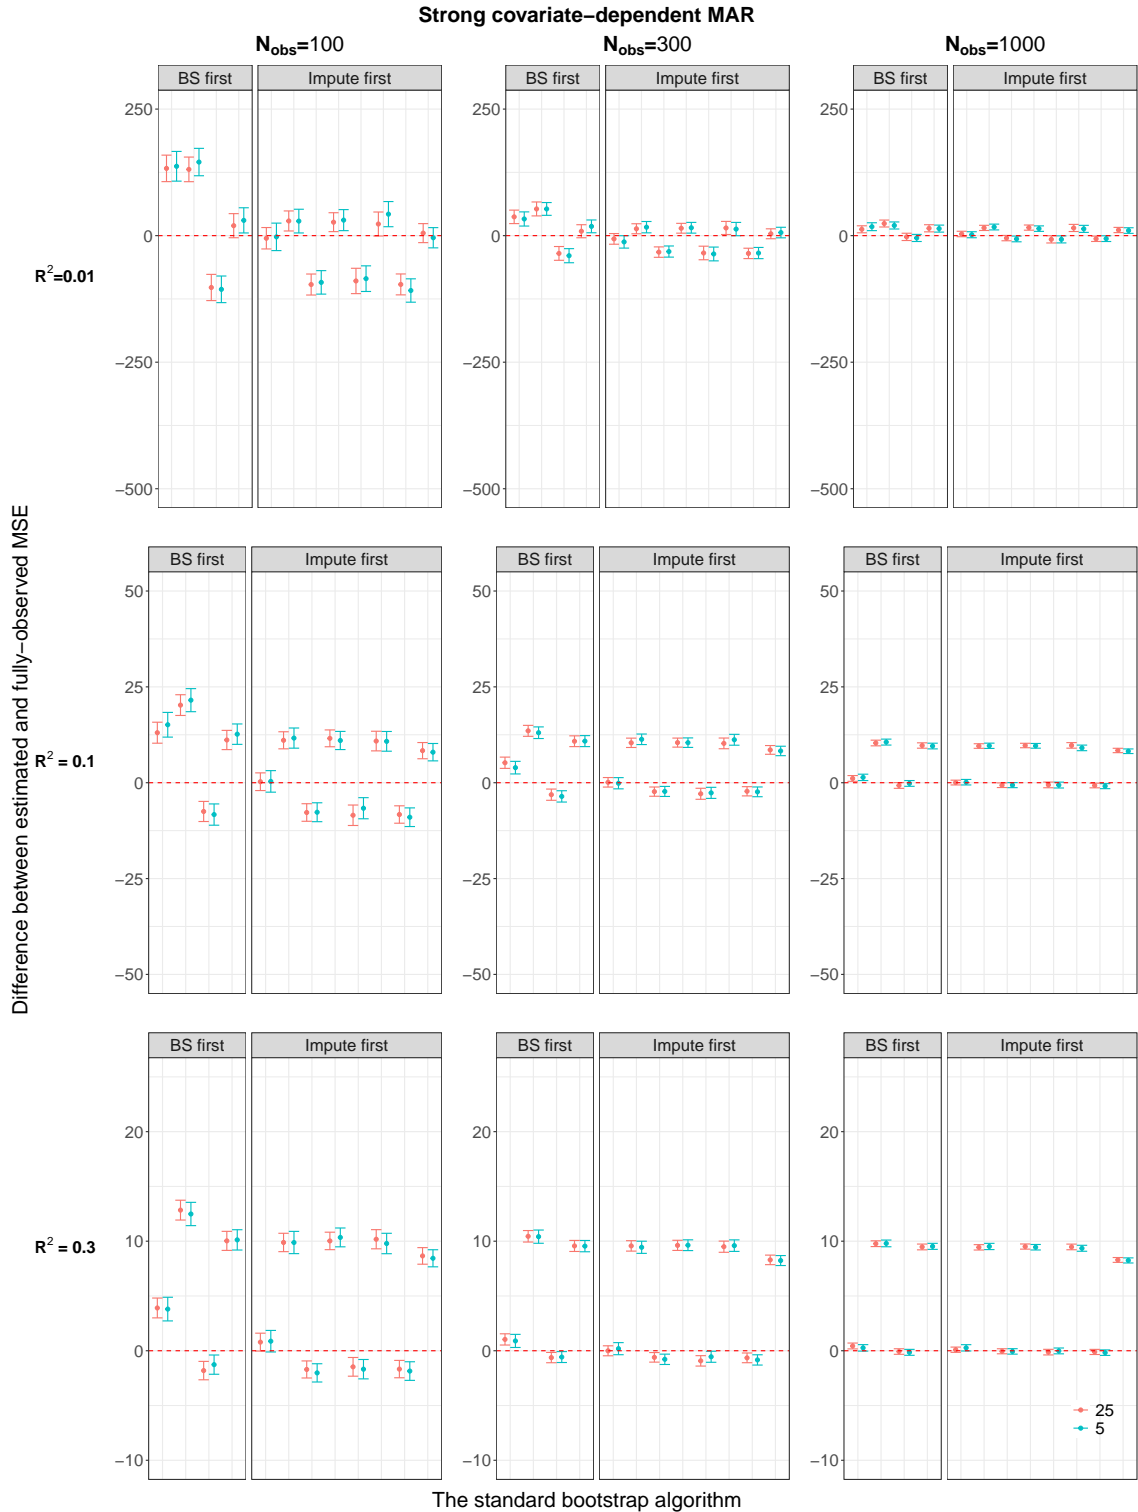 Strong covariate−dependent MAR
N_obs=100 N_obs=300 N_obs=1000
BS first Impute first BS first Impute first BS first Impute first
250 250 250
0 0 0
R²=0.01
−250 −250 −250
−500 −500 −500
Difference between estimated and fully−observed MSE
BS first Impute first BS first Impute first BS first Impute first
50 50 50
25 25 25
R² = 0.1
0 0 0
−25 −25 −25
−50 −50 −50
BS first Impute first BS first Impute first BS first Impute first
20 20 20
10 10 10
R² = 0.3
0 0 0
25
5
−10 −10 −10
The standard bootstrap algorithm